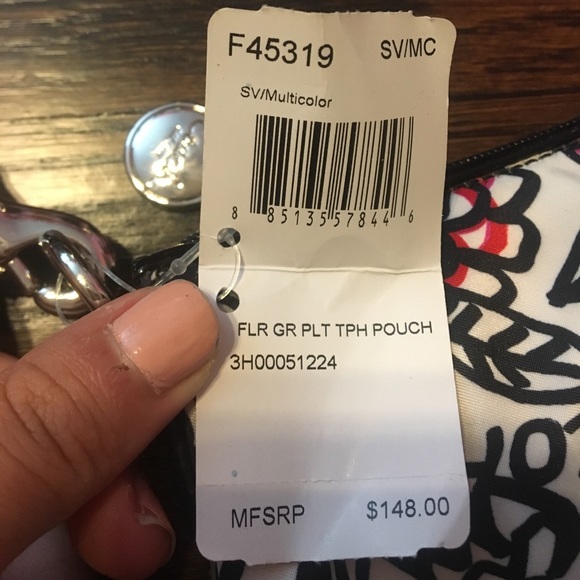 F45319 SV/MC
SV/Multicolor
8 85135 57844 6
FLR GR PLT TPH POUCH
3H00051224
MFSRP $148.00